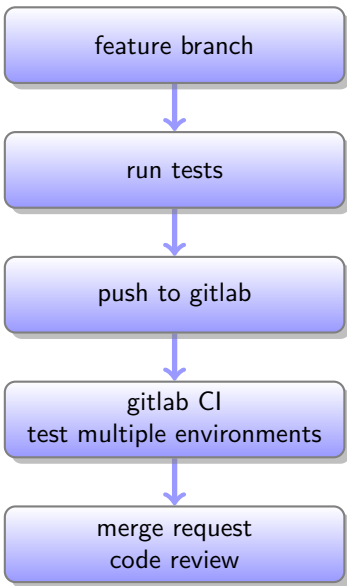 feature branch
run tests
push to gitlab
gitlab CI
test multiple environments
merge request
code review